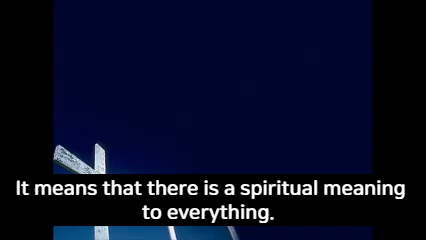 It means that there is a spiritual meaning
to everything.